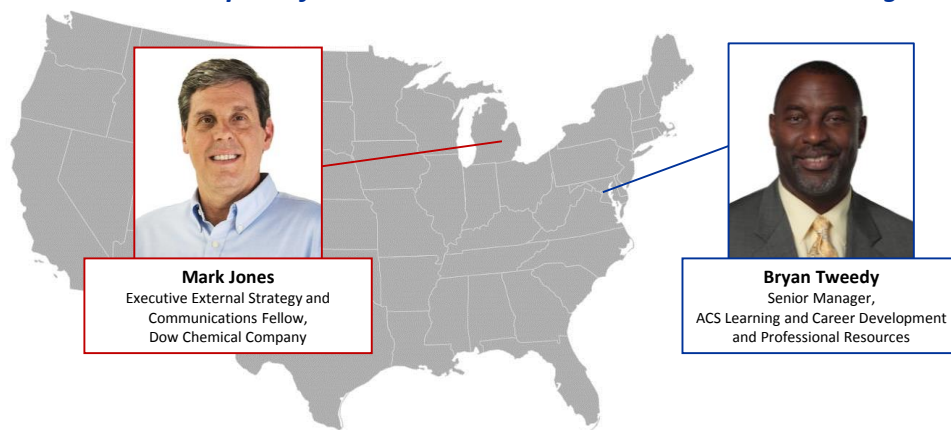 Mark Jones
Executive External Strategy and
Communications Fellow,
Dow Chemical Company
Bryan Tweedy
Senior Manager,
ACS Learning and Career Development
and Professional Resources